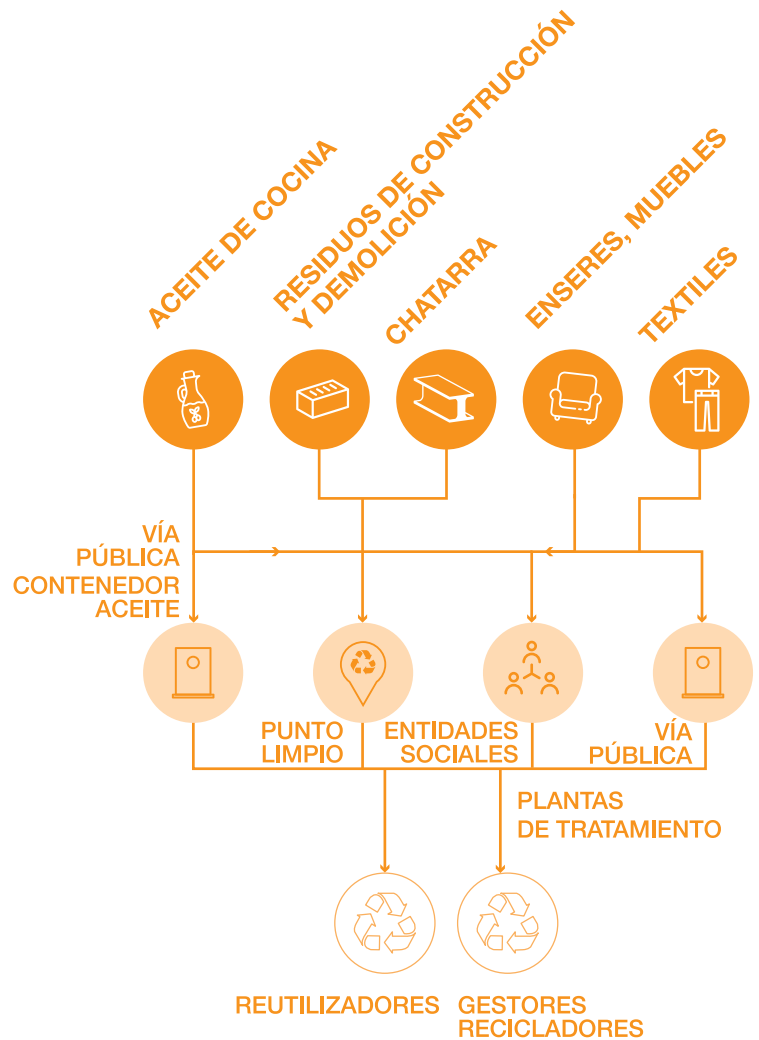 ACEITE DE COCINA
RESIDUOS DE CONSTRUCCIÓN
Y DEMOLICIÓN
CHATARRA
ENSERES, MUEBLES
TEXTILES
VÍA
PÚBLICA
CONTENEDOR
ACEITE
PUNTO
LIMPIO
ENTIDADES
SOCIALES
VÍA
PÚBLICA
PLANTAS
DE TRATAMIENTO
REUTILIZADORES
GESTORES
RECICLADORES